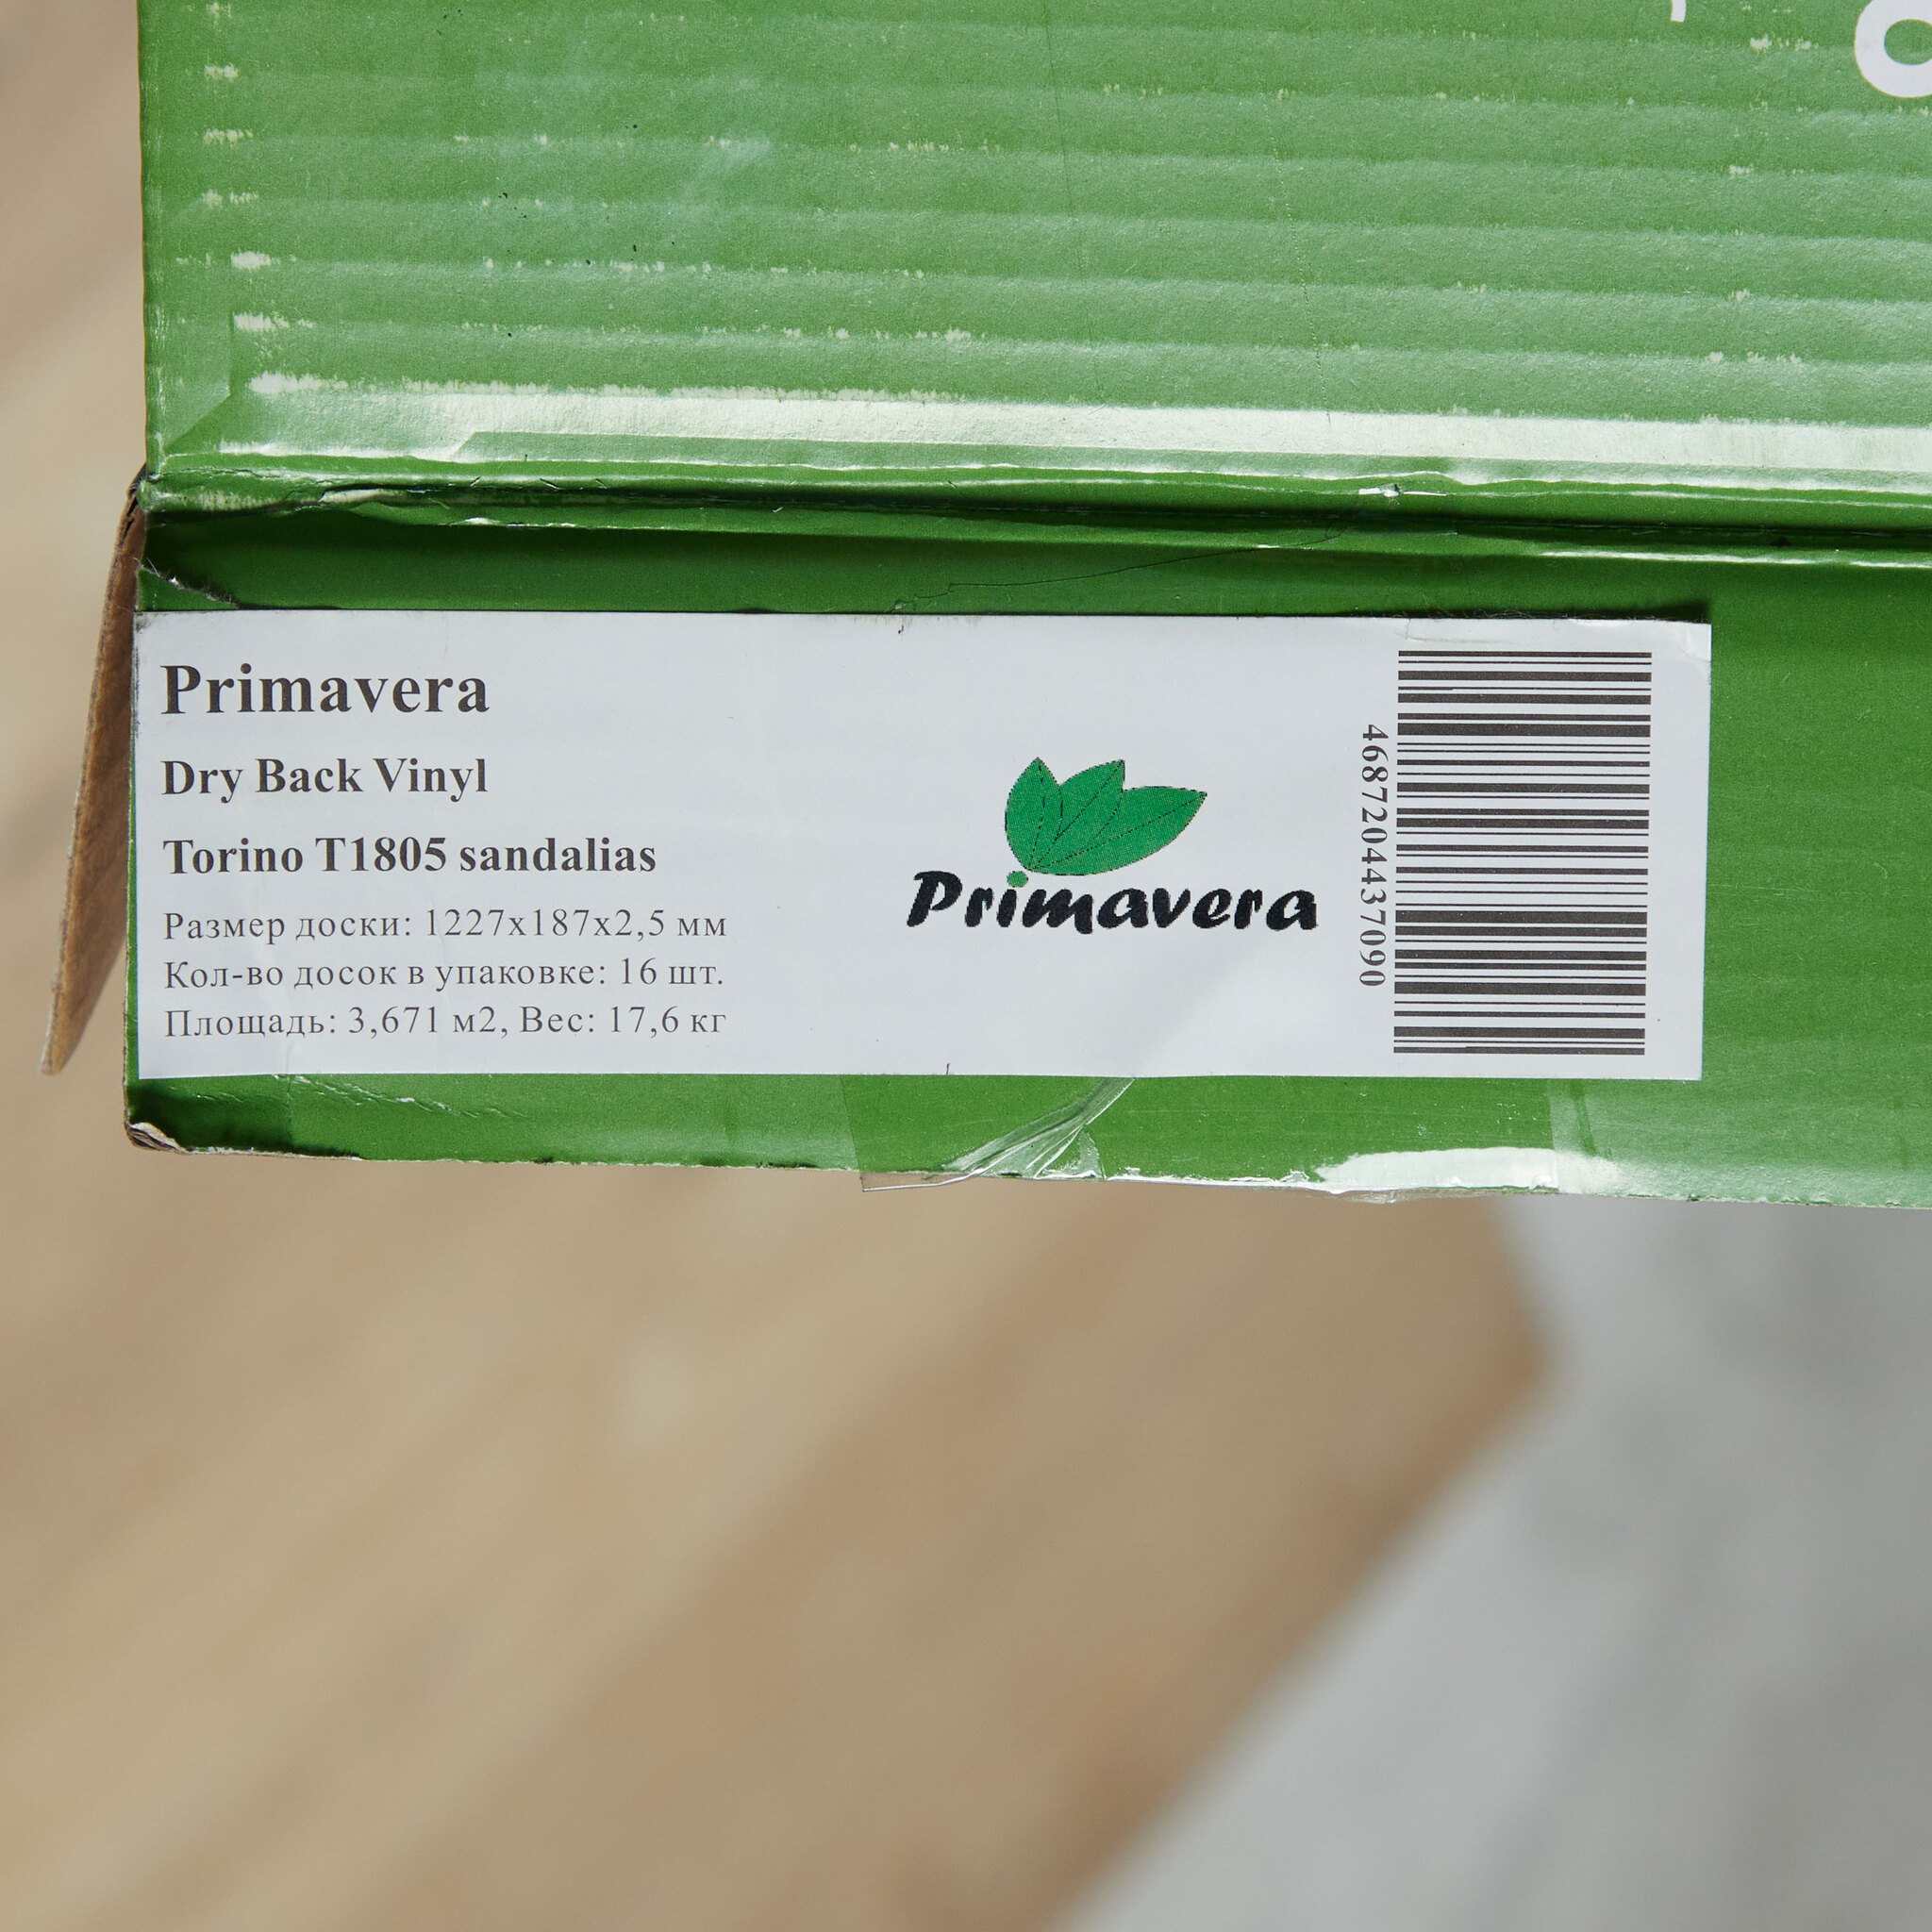 Primavera
Dry Back Vinyl
Torino T1805 sandalias
Размер доски: 1227x187x2,5 мм
Кол-во досок в упаковке: 16 шт.
Площадь: 3,671 м2, Вес: 17,6 кг
Primavera
4687204437090